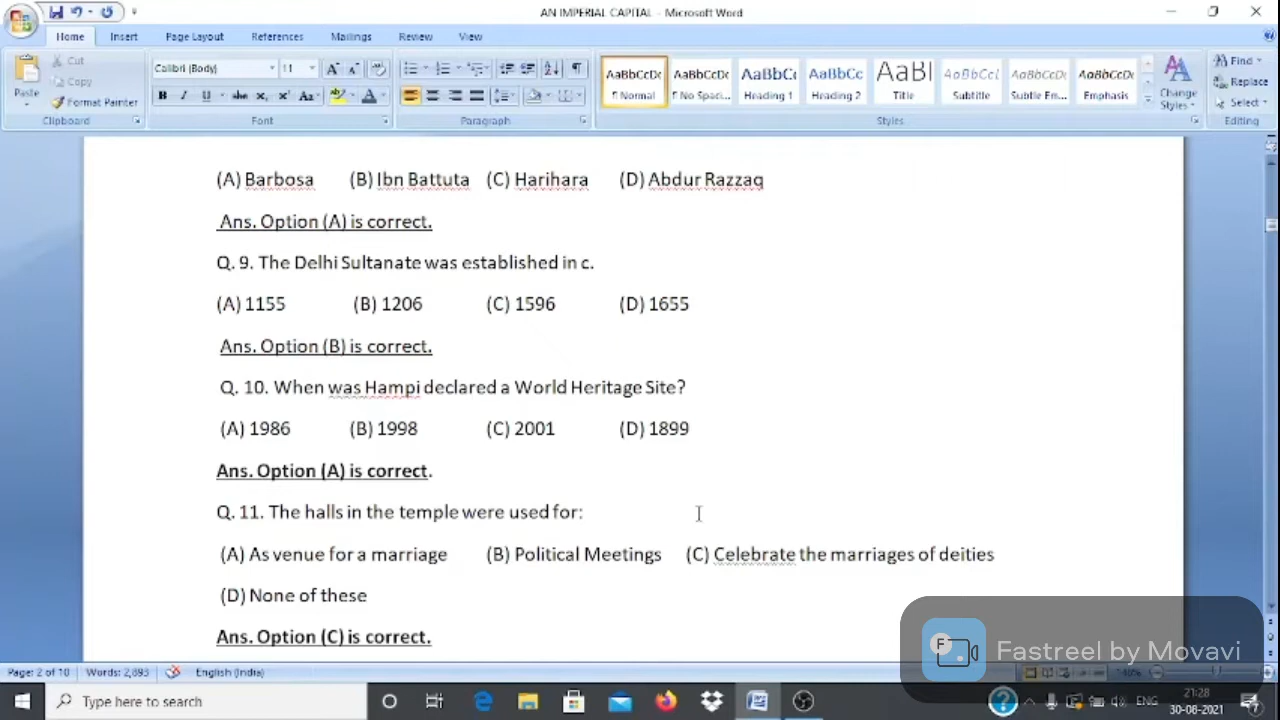 AN IMPERIAL CAPITAL - Microsoft Word
Home Insert Page Layout References Mailings Review View
Cut
Copy
Format Painter
Paste
Calibri (Body) 11
AaBbCcDc AaBbCcDc AaBbCc AaBbCc AaBl AaBbCcl AaBbCcDc AaBbCcDc
¶ Normal ¶ No Spaci... Heading 1 Heading 2 Title Subtitle Subtle Em... Emphasis
Change Styles
Find
Replace
Select
Clipboard Font Paragraph Styles Editing
(A) Barbosa (B) Ibn Battuta (C) Harihara (D) Abdur Razzaq
Ans. Option (A) is correct.
Q. 9. The Delhi Sultanate was established in c.
(A) 1155 (B) 1206 (C) 1596 (D) 1655
Ans. Option (B) is correct.
Q. 10. When was Hampi declared a World Heritage Site?
(A) 1986 (B) 1998 (C) 2001 (D) 1899
Ans. Option (A) is correct.
Q. 11. The halls in the temple were used for:
(A) As venue for a marriage (B) Political Meetings (C) Celebrate the marriages of deities
(D) None of these
Ans. Option (C) is correct.
Fastreel by Movavi
Page: 2 of 10 Words: 2,893 English (India)
Type here to search
ENG
21:28
30-08-2021